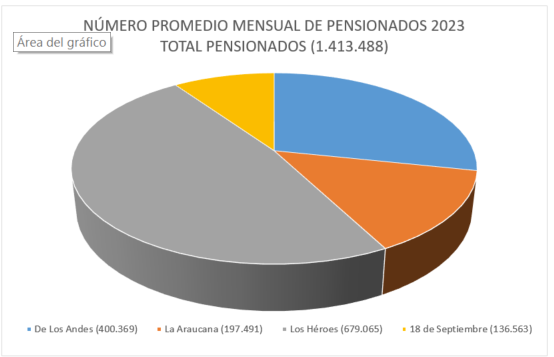 NÚMERO PROMEDIO MENSUAL DE PENSIONADOS 2023
TOTAL PENSIONADOS (1.413.488)
Área del gráfico
De Los Andes (400.369)
La Araucana (197.491)
Los Héroes (679.065)
18 de Septiembre (136.563)